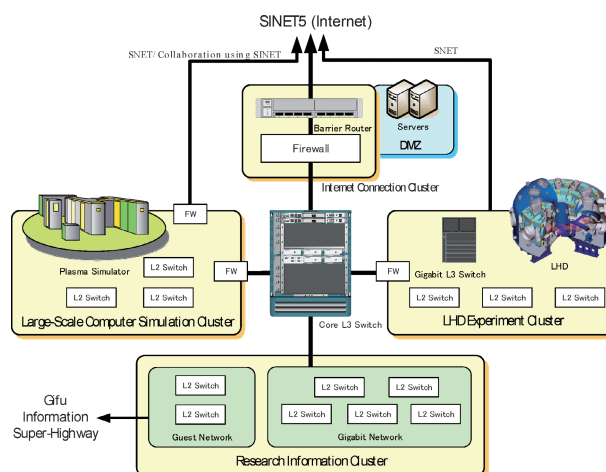 SINET5 (Internet)
SNET/Collaboration using SINET
SNET
Barrier Router
Firewall
Servers
DMZ
Internet Connection Cluster
FW
Plasma Simulator
L2 Switch
L2 Switch
L2 Switch
Large-Scale Computer Simulation Cluster
FW
Core L3 Switch
FW
Gigabit L3 Switch
LHD
L2 Switch
L2 Switch
L2 Switch
LHD Experiment Cluster
Gifu
Information
Super-Highway
L2 Switch
L2 Switch
Guest Network
L2 Switch
L2 Switch
L2 Switch
L2 Switch
L2 Switch
Gigabit Network
Research Information Cluster